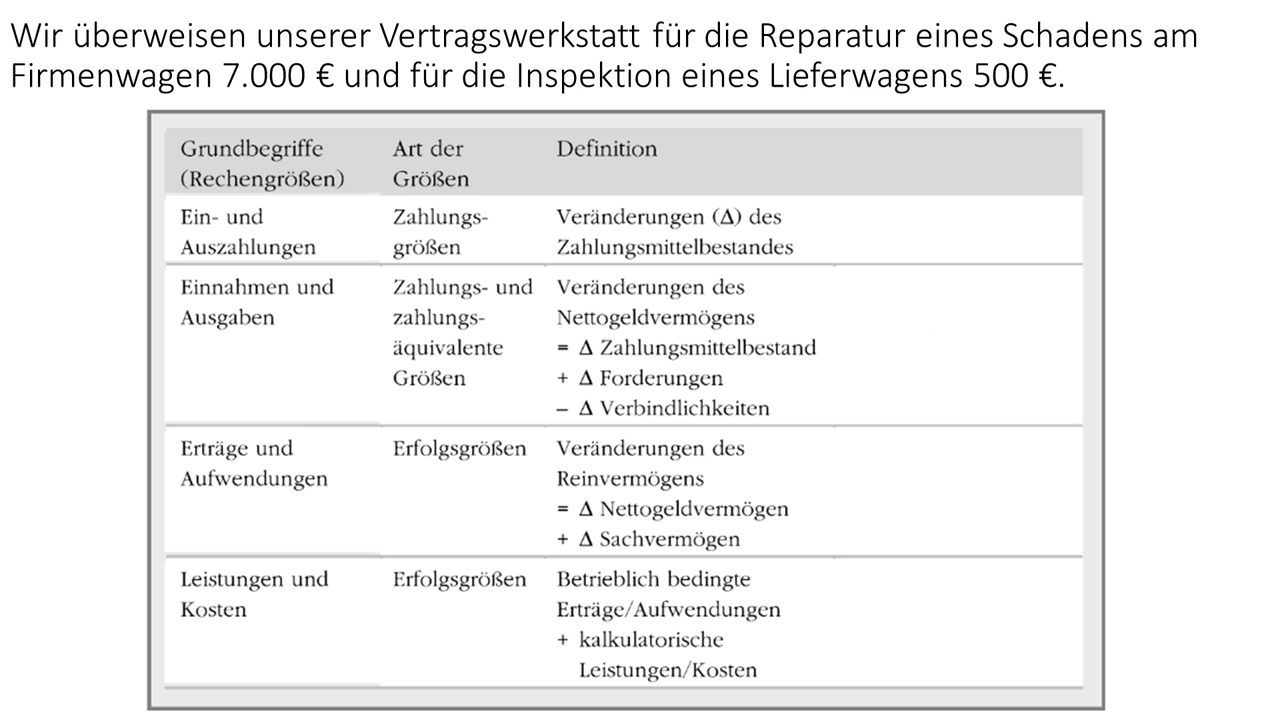 Wir überweisen unserer Vertragswerkstatt für die Reparatur eines Schadens am
Firmenwagen 7.000 € und für die Inspektion eines Lieferwagens 500 €.
Grundbegriffe Art der Definition
(Rechengrößen) Größen
Ein- und Zahlungs- Veränderungen (Δ) des
Auszahlungen größen Zahlungsmittelbestandes
Einnahmen und Zahlungs- und Veränderungen des
Ausgaben zahlungs- Nettogeldvermögens
äquivalente = Δ Zahlungsmittelbestand
Größen + Δ Forderungen
– Δ Verbindlichkeiten
Erträge und Erfolgsgrößen Veränderungen des
Aufwendungen Reinvermögens
= Δ Nettogeldvermögen
+ Δ Sachvermögen
Leistungen und Erfolgsgrößen Betrieblich bedingte
Kosten Erträge/Aufwendungen
+ kalkulatorische
Leistungen/Kosten